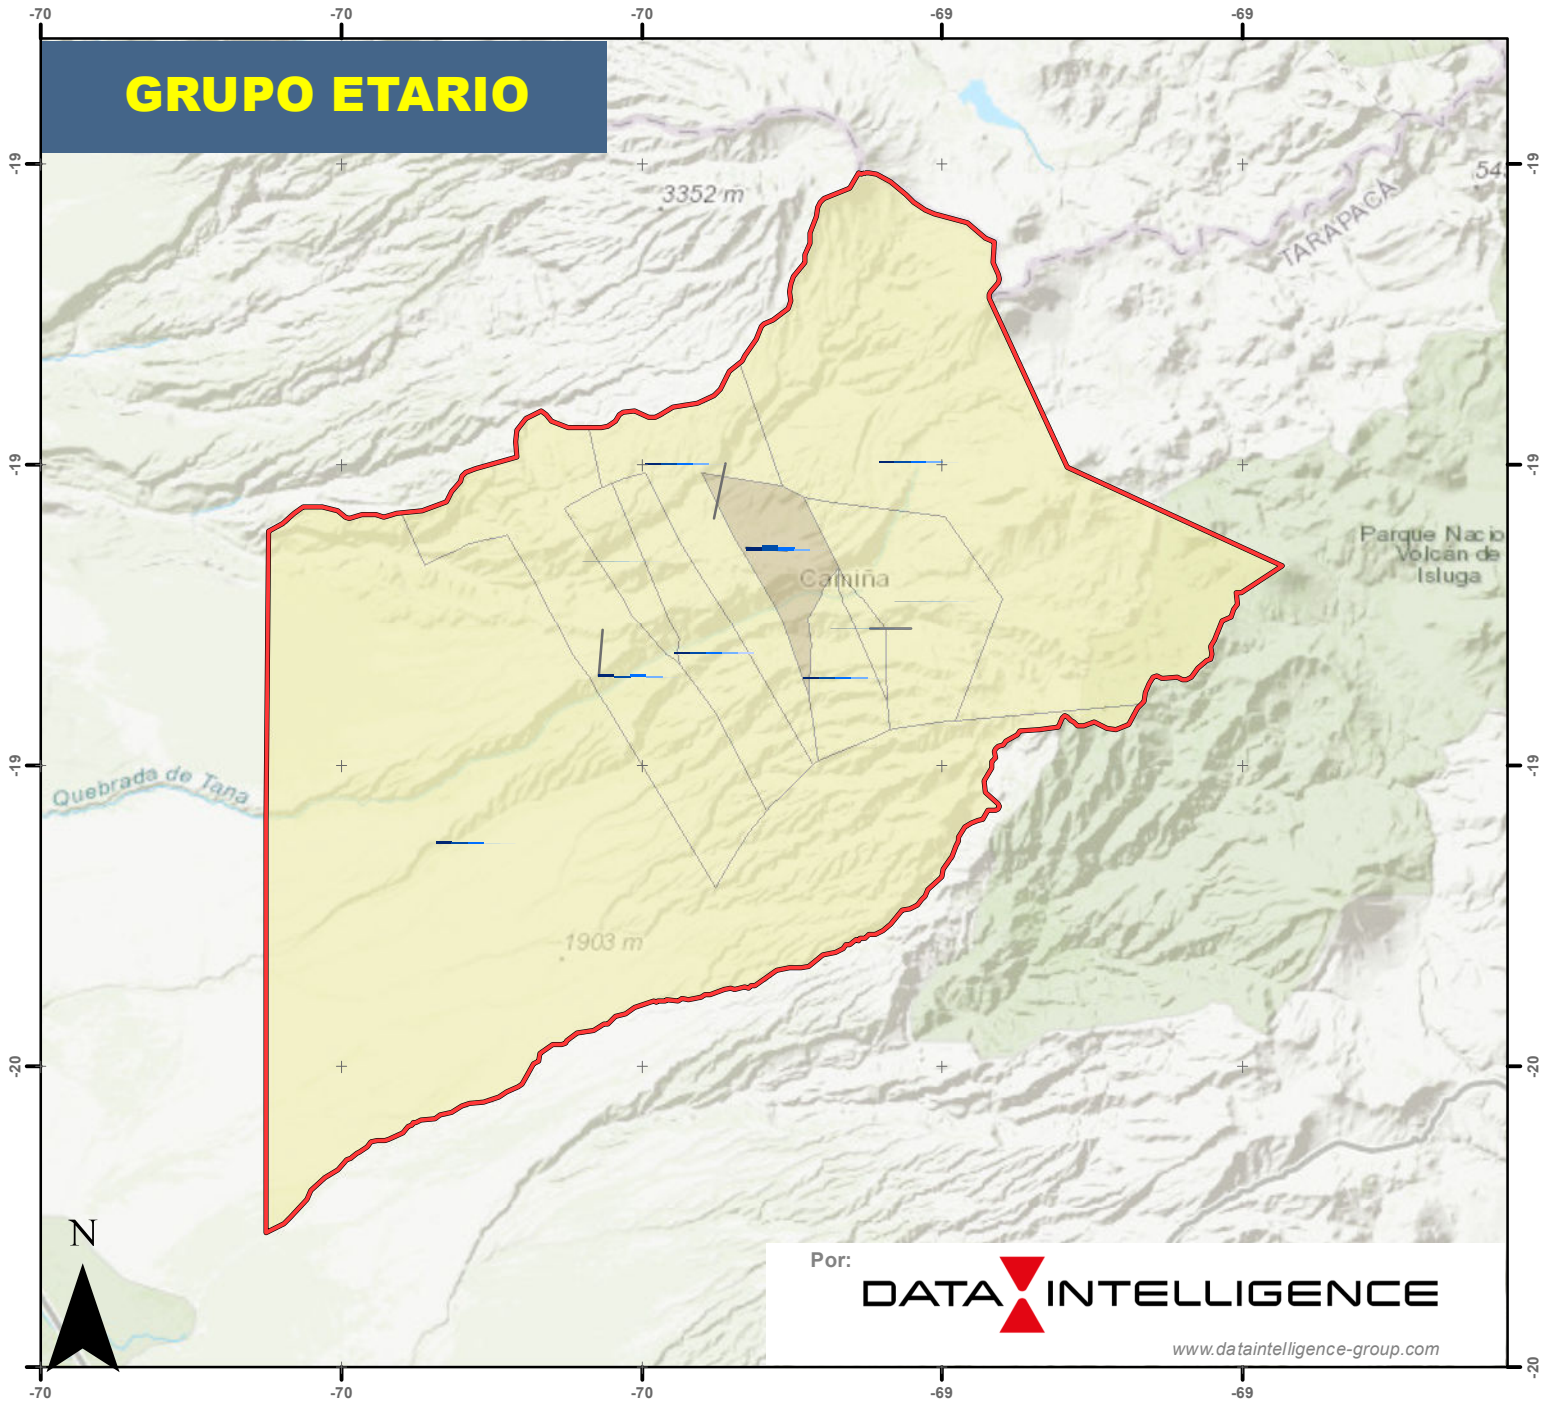 -70 -70 -70 -69 -69
GRUPO ETARIO
-19 -19
3352 m
54
TARAPACÁ
-19 -19
Parque Nacio
Volcán de
Isluga
Camiña
-19 -19
Quebrada de Tana
1903 m
-20 -20
N
Por:
DATA INTELLIGENCE
www.dataintelligence-group.com
-20
-70 -70 -70 -69 -69